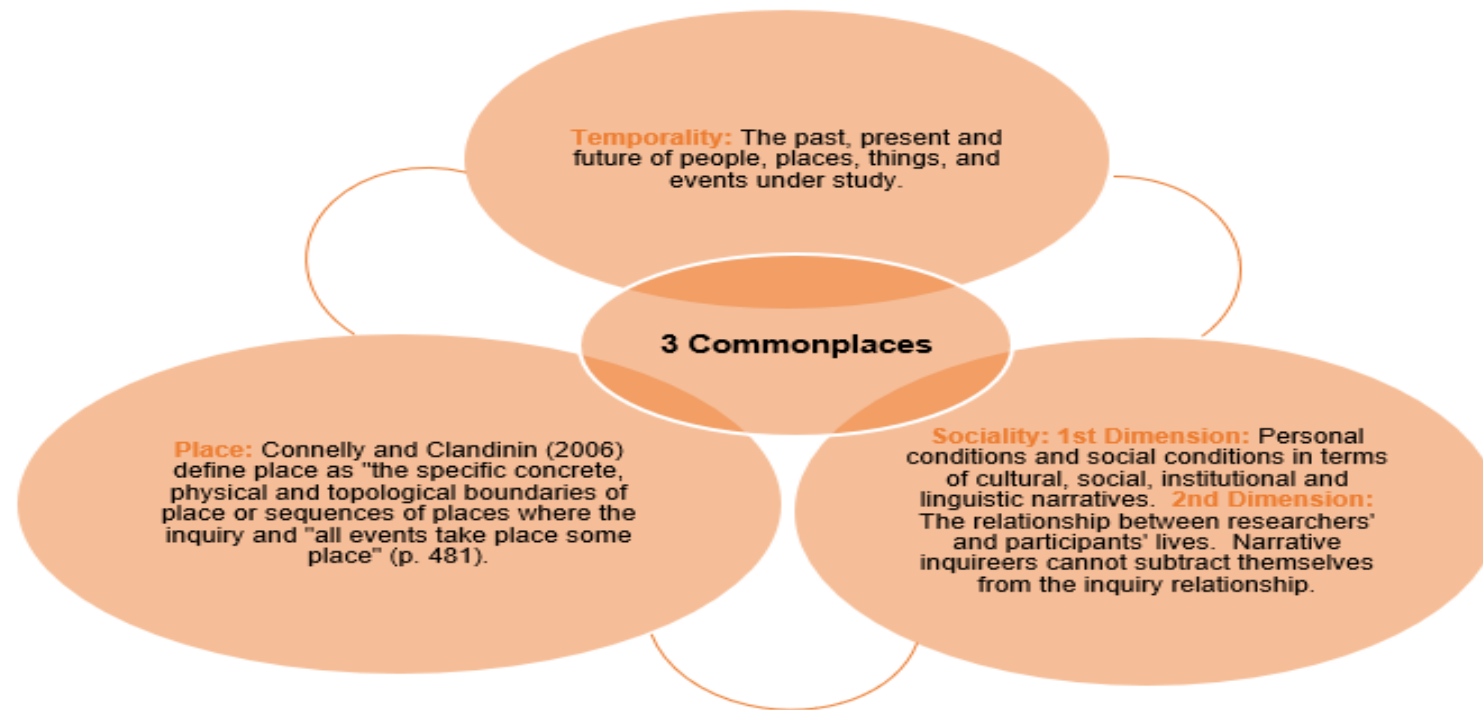 Temporality: The past, present and
future of people, places, things, and
events under study.
3 Commonplaces
Place: Connelly and Clandinin (2006)
define place as "the specific concrete,
physical and topological boundaries of
place or sequences of places where the
inquiry and "all events take place some
place" (p. 481).
Sociality: 1st Dimension: Personal
conditions and social conditions in terms
of cultural, social, institutional and
linguistic narratives. 2nd Dimension:
The relationship between researchers'
and participants' lives. Narrative
inquireers cannot subtract themselves
from the inquiry relationship.